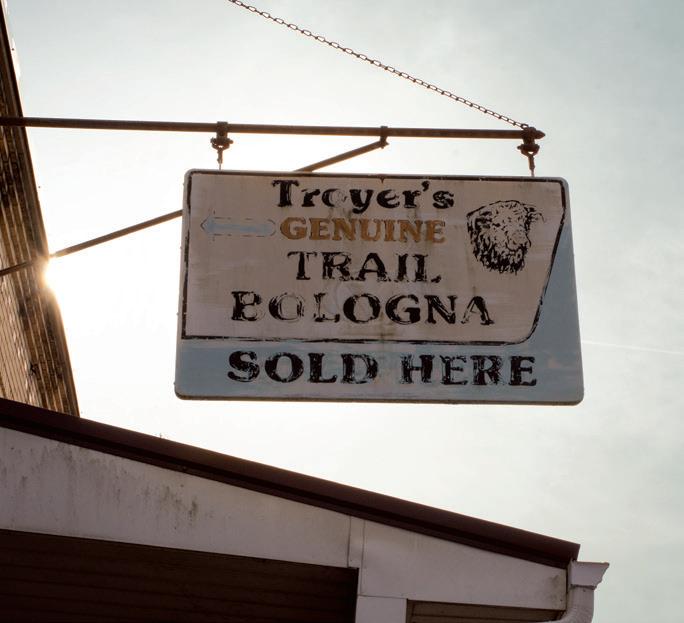 Troyer's
GENUINE
TRAIL
BOLOGNA
SOLD HERE